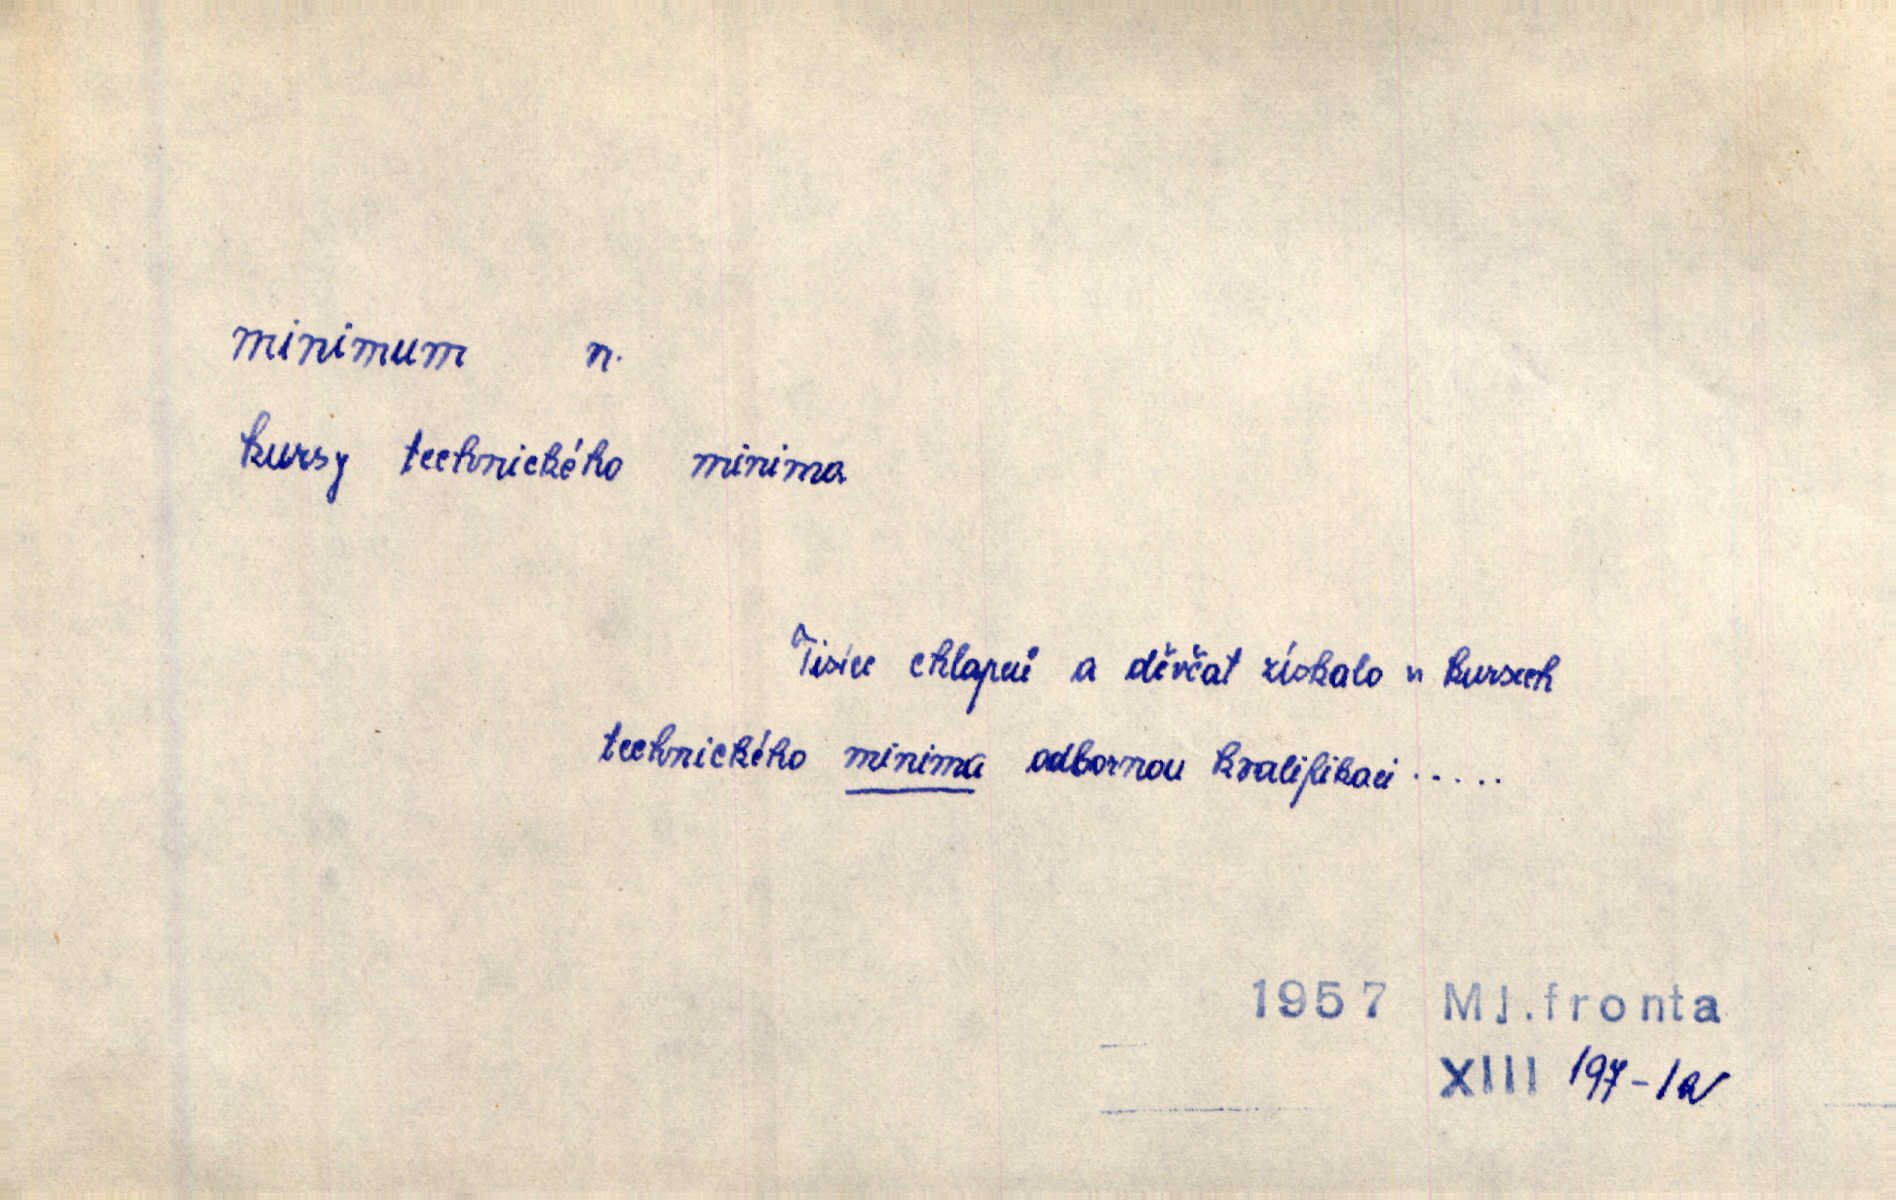 minimum n.
kursy technického minima
Tisíce chlapců a děvčat získalo v kursech
technického minima odbornou kvalifikaci .....
1957 Ml.fronta
XIII 197-1a